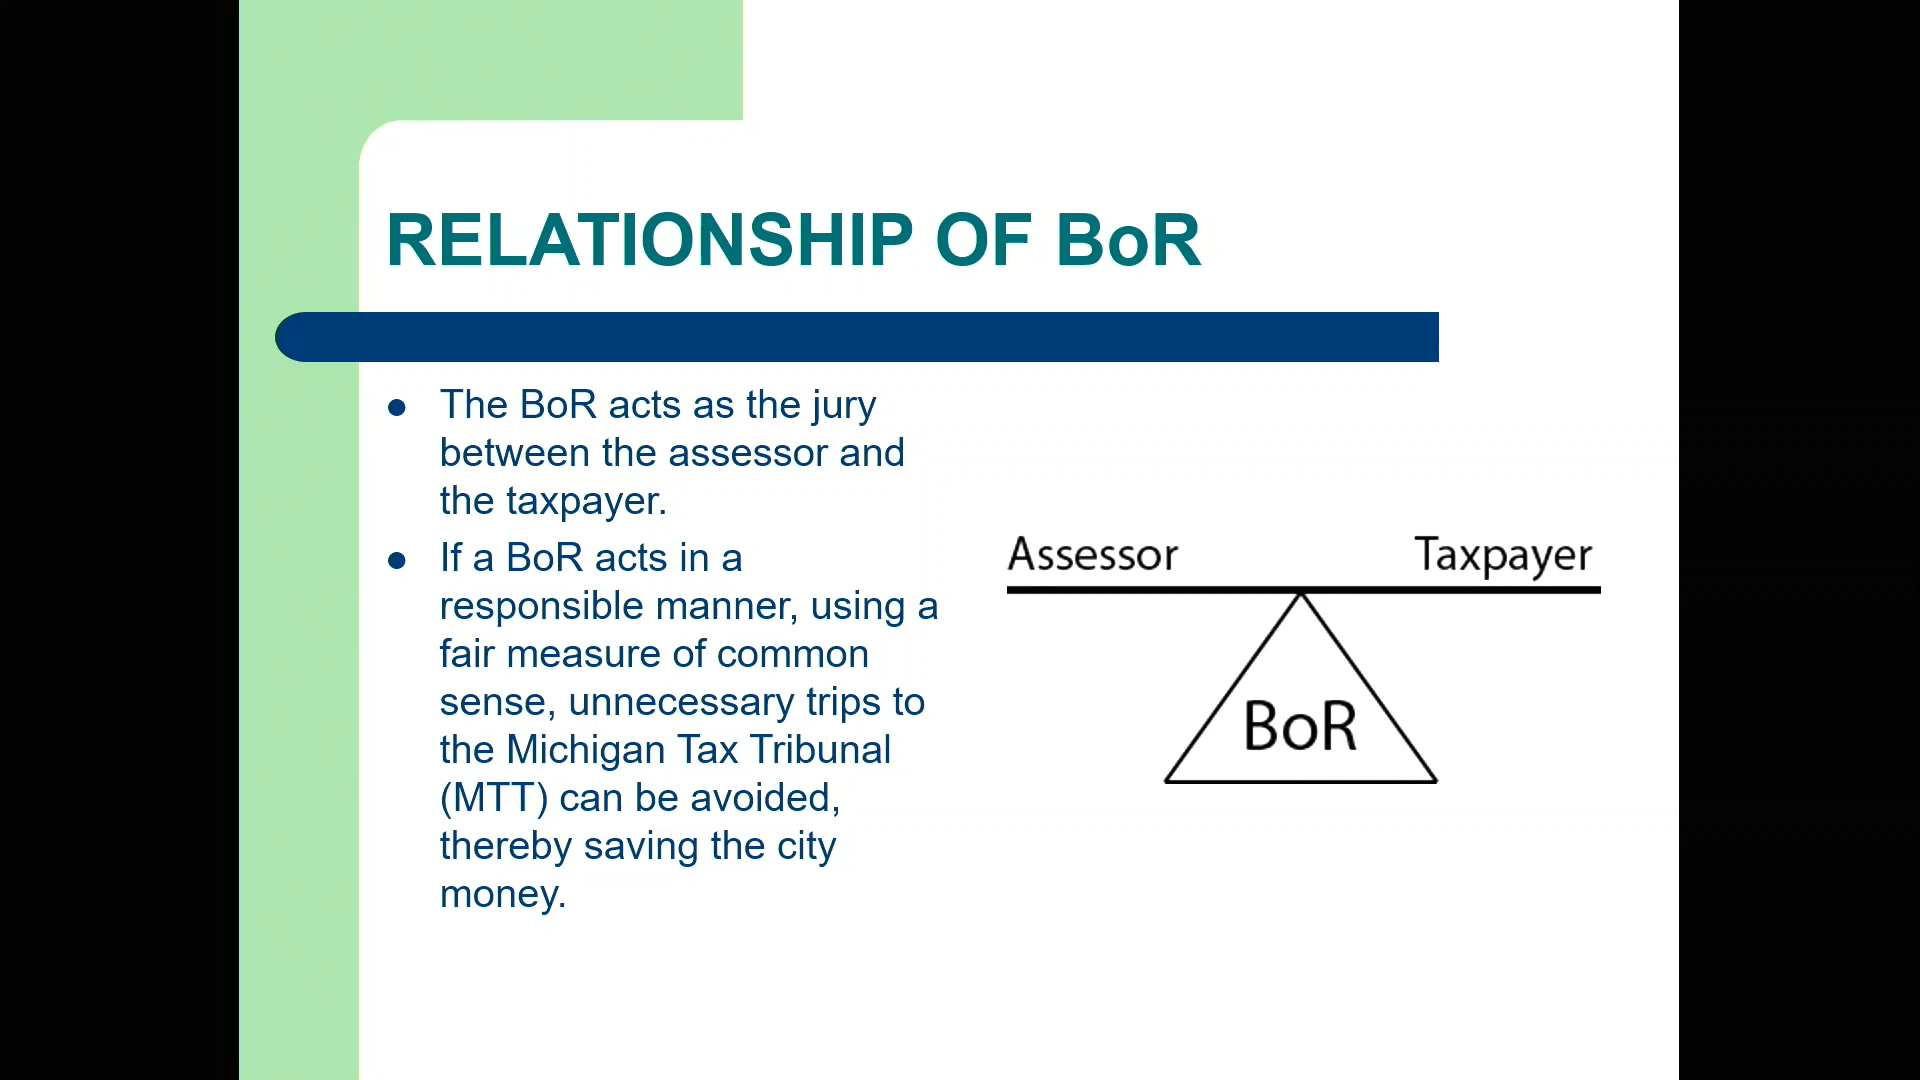 RELATIONSHIP OF BoR
The BoR acts as the jury
between the assessor and
the taxpayer.
If a BoR acts in a
responsible manner, using a
fair measure of common
sense, unnecessary trips to
the Michigan Tax Tribunal
(MTT) can be avoided,
thereby saving the city
money.
Assessor Taxpayer
BoR